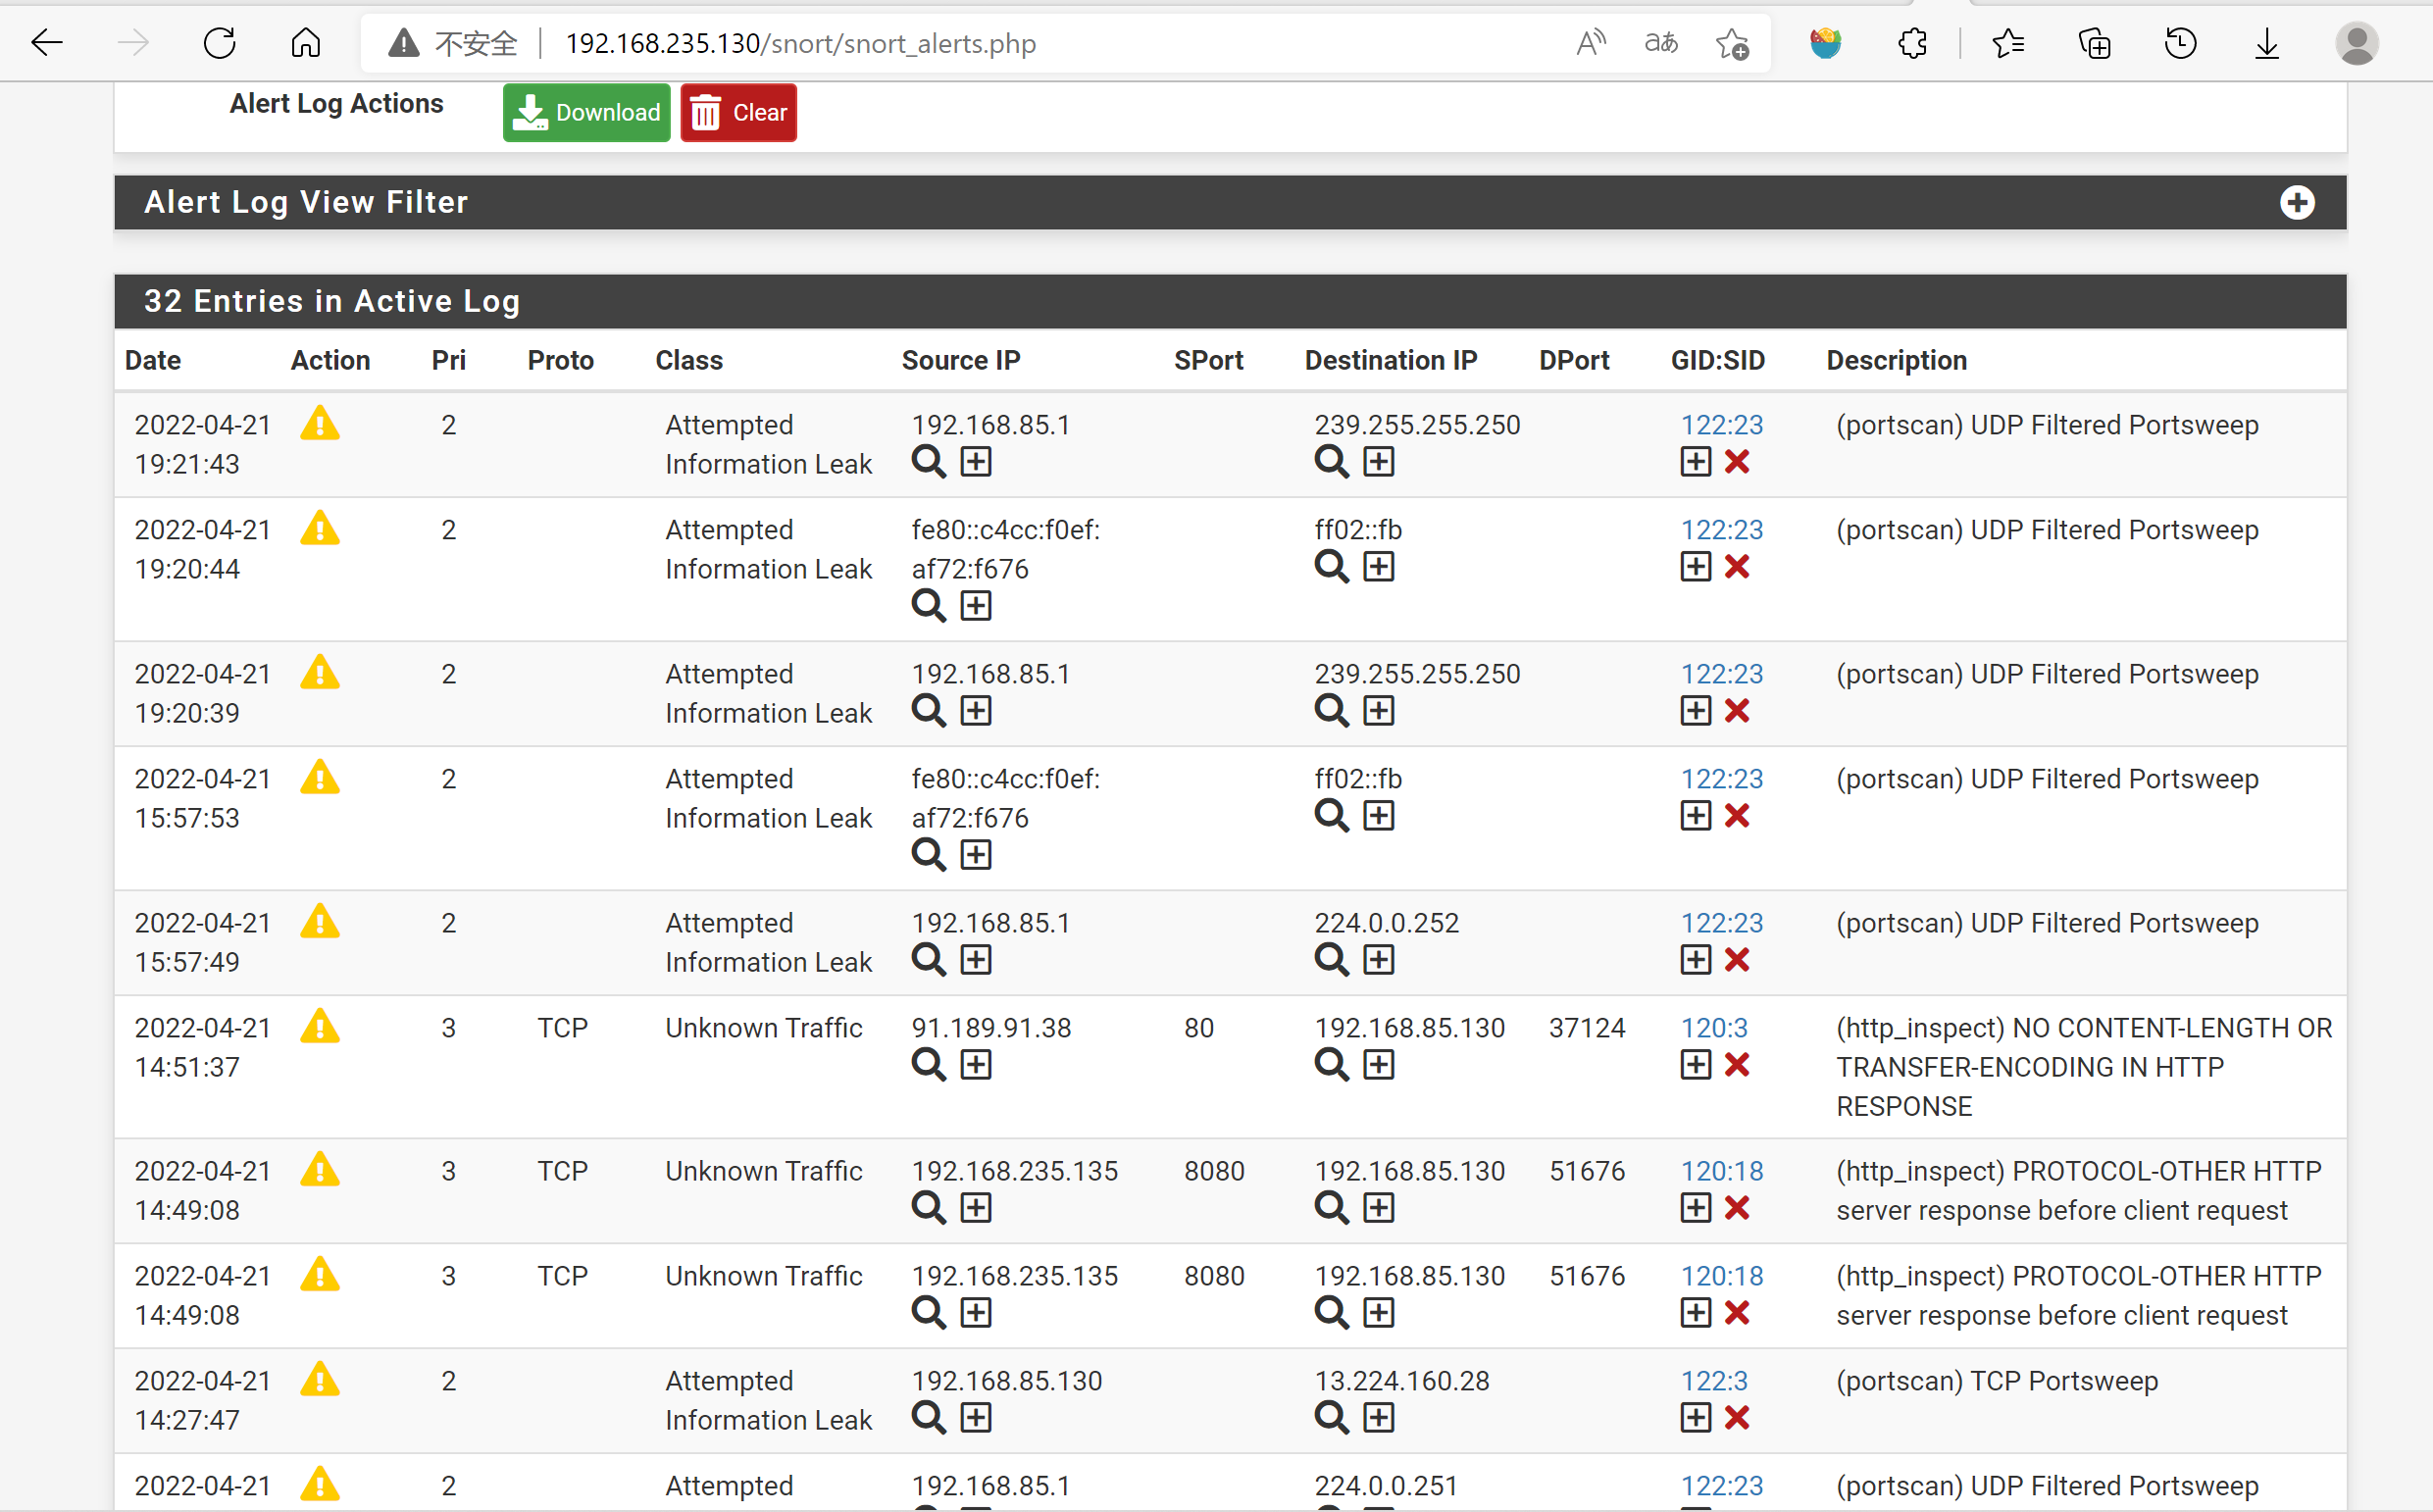 不安全 192.168.235.130/snort/snort_alerts.php
Alert Log Actions Download Clear
Alert Log View Filter
32 Entries in Active Log
Date Action Pri Proto Class Source IP SPort Destination IP DPort GID:SID Description
2022-04-21 2 Attempted 192.168.85.1 239.255.255.250 122:23 (portscan) UDP Filtered Portsweep
19:21:43 Information Leak
2022-04-21 2 Attempted fe80::c4cc:f0ef: ff02::fb 122:23 (portscan) UDP Filtered Portsweep
19:20:44 Information Leak af72:f676
2022-04-21 2 Attempted 192.168.85.1 239.255.255.250 122:23 (portscan) UDP Filtered Portsweep
19:20:39 Information Leak
2022-04-21 2 Attempted fe80::c4cc:f0ef: ff02::fb 122:23 (portscan) UDP Filtered Portsweep
15:57:53 Information Leak af72:f676
2022-04-21 2 Attempted 192.168.85.1 224.0.0.252 122:23 (portscan) UDP Filtered Portsweep
15:57:49 Information Leak
2022-04-21 3 TCP Unknown Traffic 91.189.91.38 80 192.168.85.130 37124 120:3 (http_inspect) NO CONTENT-LENGTH OR
14:51:37 TRANSFER-ENCODING IN HTTP
RESPONSE
2022-04-21 3 TCP Unknown Traffic 192.168.235.135 8080 192.168.85.130 51676 120:18 (http_inspect) PROTOCOL-OTHER HTTP
14:49:08 server response before client request
2022-04-21 3 TCP Unknown Traffic 192.168.235.135 8080 192.168.85.130 51676 120:18 (http_inspect) PROTOCOL-OTHER HTTP
14:49:08 server response before client request
2022-04-21 2 Attempted 192.168.85.130 13.224.160.28 122:3 (portscan) TCP Portsweep
14:27:47 Information Leak
2022-04-21 2 Attempted 192.168.85.1 224.0.0.251 122:23 (portscan) UDP Filtered Portsweep